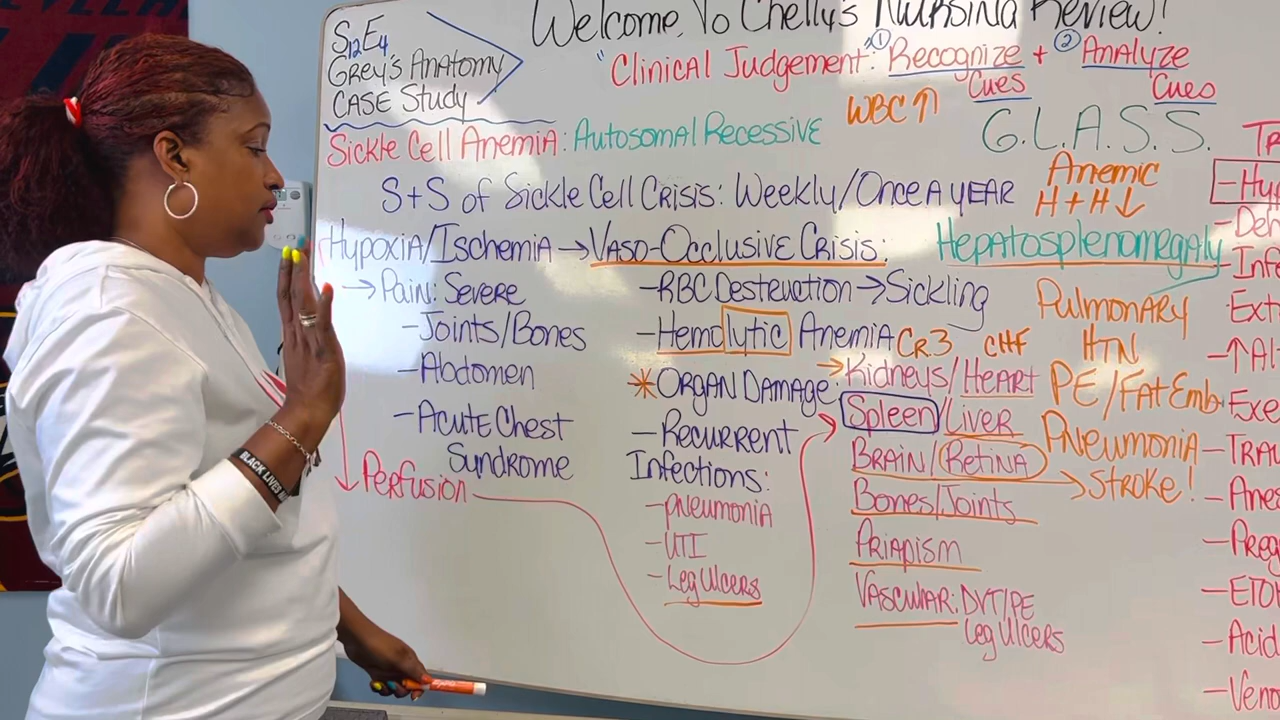 Welcome To Chelly's Nursing Review!
S12E4
Grey's Anatomy
Case Study
"Clinical Judgement: ① Recognize Cues + ② Analyze Cues
WBC ↑
G.L.A.S.S.
Sickle Cell Anemia: Autosomal Recessive
Anemic
H+H↓
S+S of Sickle Cell Crisis: Weekly/Once A Year
Hypoxia/Ischemia → Vaso-Occlusive Crisis:
Hepatosplenomegaly
→ Pain: Severe
- Joints/Bones
- Abdomen
- Acute Chest
Syndrome
Perfusion
- RBC Destruction → Sickling
- Hemolytic Anemia
* Organ Damage:
- Recurrent
Infections:
- Pneumonia
- UTI
- Leg Ulcers
CR3 CHF
→ Kidneys/Heart
Spleen/Liver
Brain/Retina → Stroke!
Bones/Joints
Priapism
Vascular: DVT/PE
Leg Ulcers
Pulmonary
HTN
PE/Fat Emb
Pneumonia
BLACK LIVES
Expo